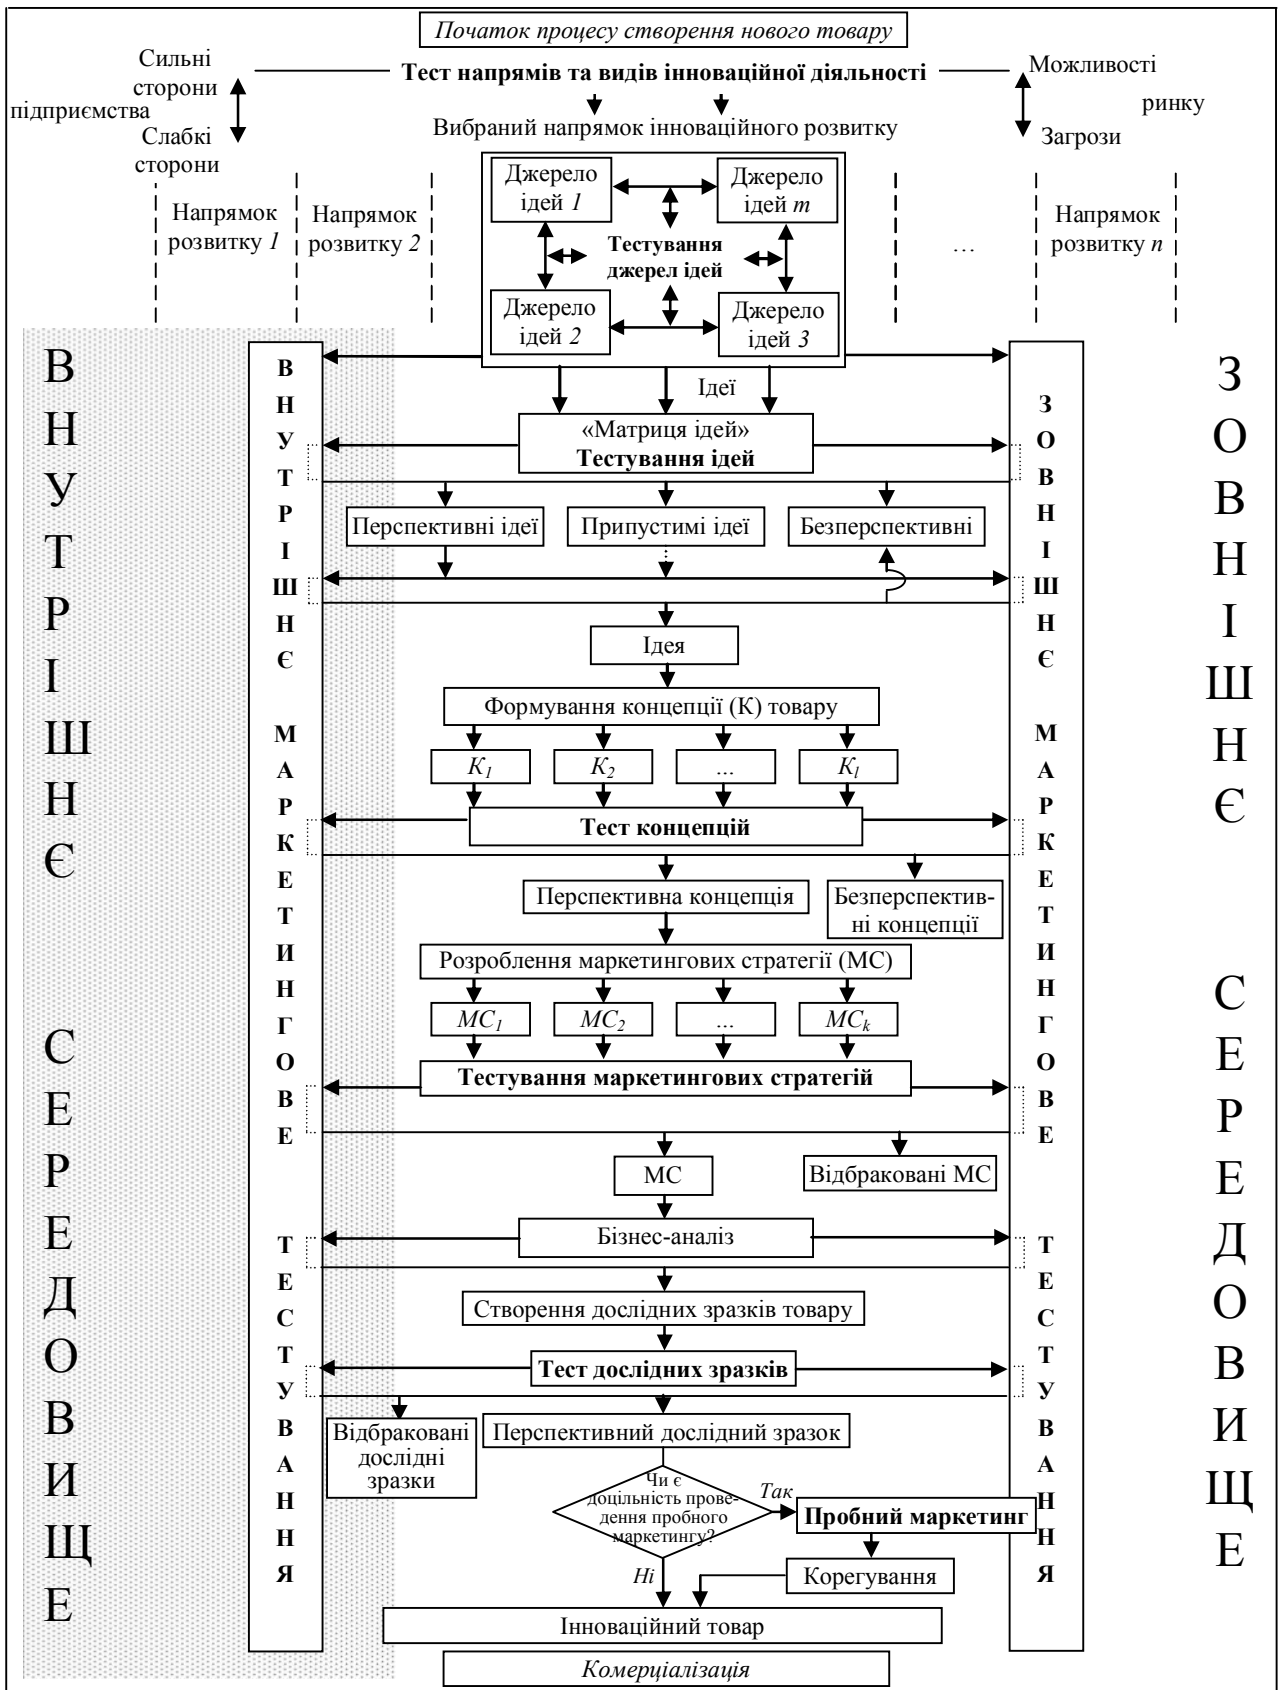 Початок процесу створення нового товару
Сильні
сторони
підприємства
Слабкі
сторони
Тест напрямів та видів інноваційної діяльності
Можливості
ринку
Загрози
Вибраний напрямок інноваційного розвитку
Напрямок
розвитку 1
Напрямок
розвитку 2
Джерело
ідей 1
Джерело
ідей m
Тестування
джерел ідей
Джерело
ідей 2
Джерело
ідей 3
…
Напрямок
розвитку n
ВНУТРІШНЄ СЕРЕДОВИЩЕ
ВНУТРІШНЄ МАРКЕТИНГОВЕ ТЕСТУВАННЯ
Ідеї
«Матриця ідей»
Тестування ідей
Перспективні ідеї
Припустимі ідеї
Безперспективні
Ідея
Формування концепції (К) товару
К1
К2
...
Кl
Тест концепцій
Перспективна концепція
Безперспектив-
ні концепції
Розроблення маркетингових стратегії (МС)
МС1
МС2
...
МСk
Тестування маркетингових стратегій
МС
Відбраковані МС
Бізнес-аналіз
Створення дослідних зразків товару
Тест дослідних зразків
Відбраковані
дослідні
зразки
Перспективний дослідний зразок
Чи є
доцільність прове-
дення пробного
маркетингу?
Так
Пробний маркетинг
Ні
Корегування
Інноваційний товар
Комерціалізація
ЗОВНІШНЄ МАРКЕТИНГОВЕ ТЕСТУВАННЯ
ЗОВНІШНЄ СЕРЕДОВИЩЕ